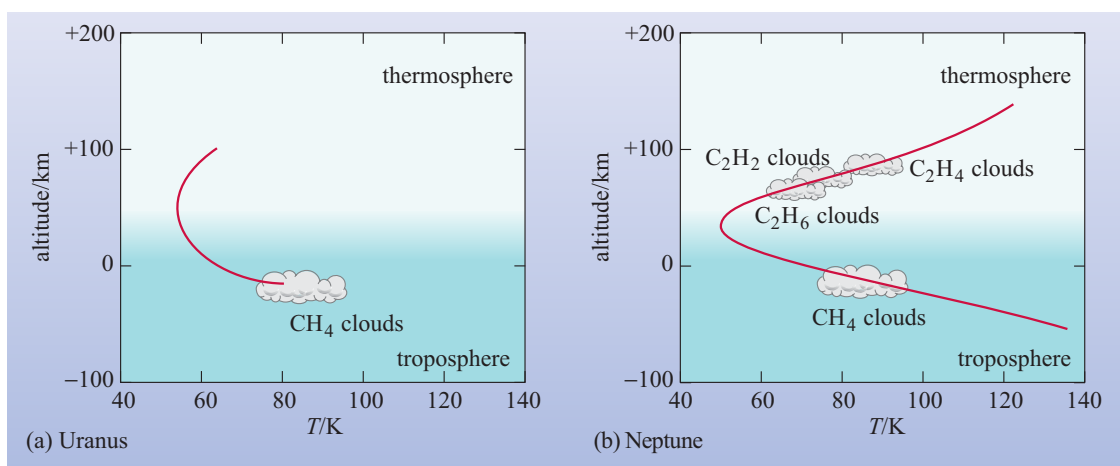 +200
+100
0
−100
altitude/km
40
60
80
100
120
140
T/K
thermosphere
CH₄ clouds
troposphere
(a) Uranus
+200
+100
0
−100
altitude/km
40
60
80
100
120
140
T/K
thermosphere
C₂H₂ clouds
C₂H₄ clouds
C₂H₆ clouds
CH₄ clouds
troposphere
(b) Neptune